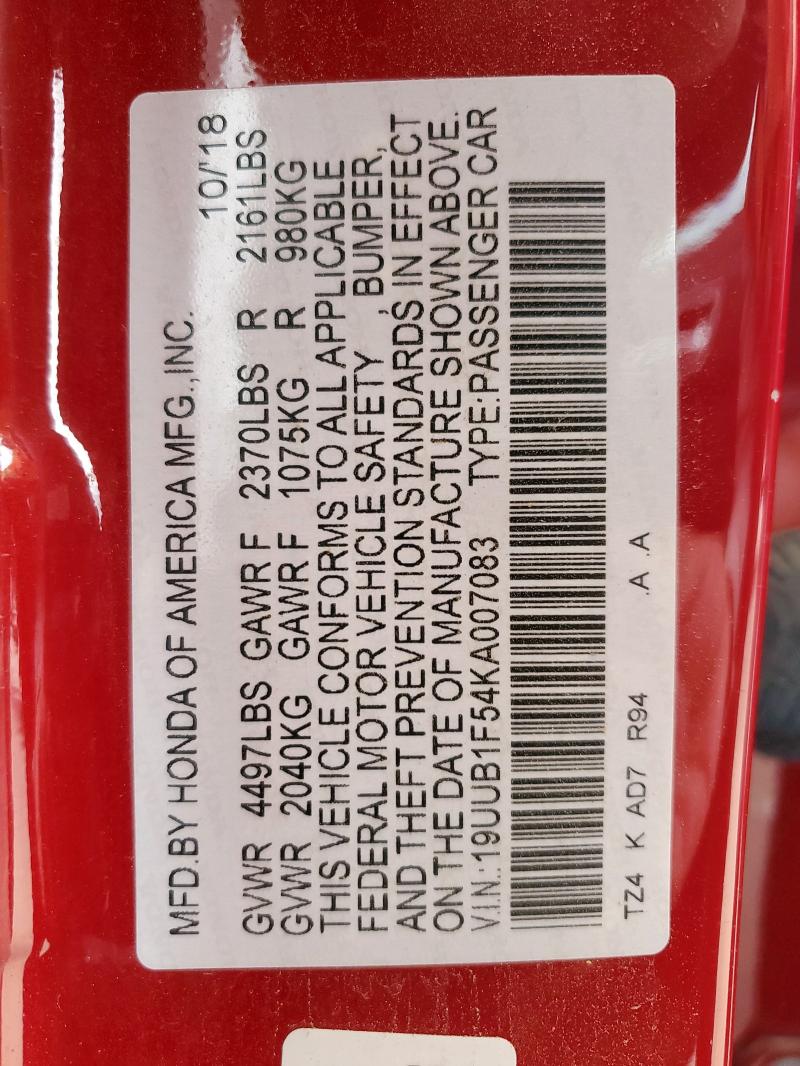 MFD.BY HONDA OF AMERICA MFG.,INC.
10/'18
GVWR 4497LBS GAWR F 2370LBS R 2161LBS
GVWR 2040KG GAWR F 1075KG R 980KG
THIS VEHICLE CONFORMS TO ALL APPLICABLE
FEDERAL MOTOR VEHICLE SAFETY , BUMPER,
AND THEFT PREVENTION STANDARDS IN EFFECT
ON THE DATE OF MANUFACTURE SHOWN ABOVE.
V.I.N.:19UUB1F54KA007083 TYPE:PASSENGER CAR
TZ4 K AD7 R94 .A .A